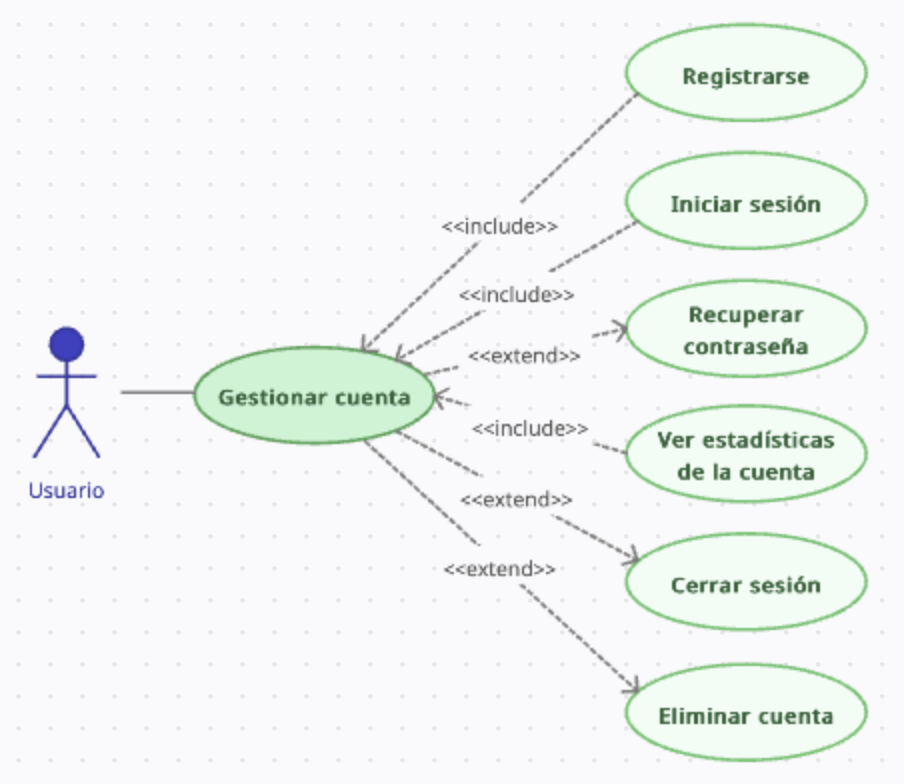 Registrarse
<<include>>
Iniciar sesión
<<include>>
Recuperar
contraseña
<<extend>>
Gestionar cuenta
<<include>>
Ver estadísticas
de la cuenta
Usuario
<<extend>>
Cerrar sesión
<<extend>>
Eliminar cuenta